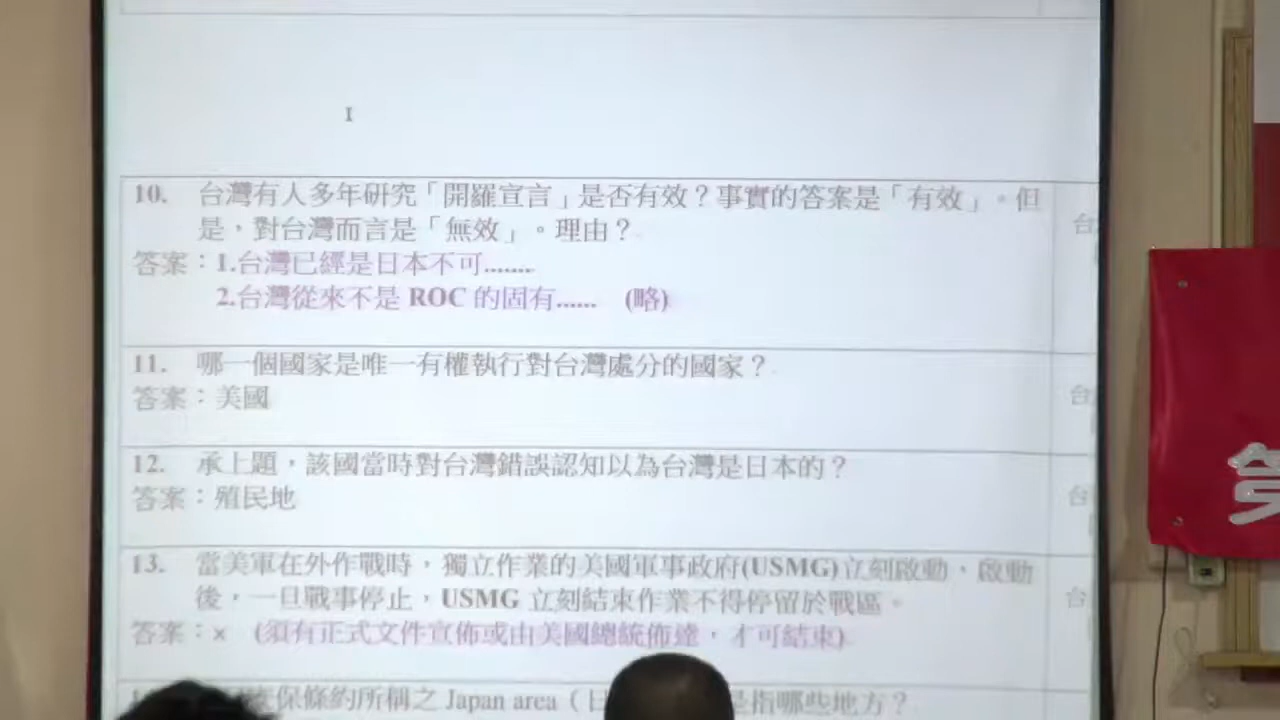 10. 台灣有人多年研究「開羅宣言」是否有效？事實的答案是「有效」。但
是，對台灣而言是「無效」。理由？
台
答案：1.台灣已經是日本不可.......
2.台灣從來不是 ROC 的固有...... (略)
11. 哪一個國家是唯一有權執行對台灣處分的國家？
答案：美國
台
12. 承上題，該國當時對台灣錯誤認知以為台灣是日本的？
答案：殖民地
台
13. 當美軍在外作戰時，獨立作業的美國軍事政府(USMG)立刻啟動，啟動
後，一旦戰事停止，USMG 立刻結束作業不得停留於戰區。
台
答案：× (須有正式文件宣佈或由美國總統佈達，才可結束)
保條約所稱之 Japan area（日
是指哪些地方？
第